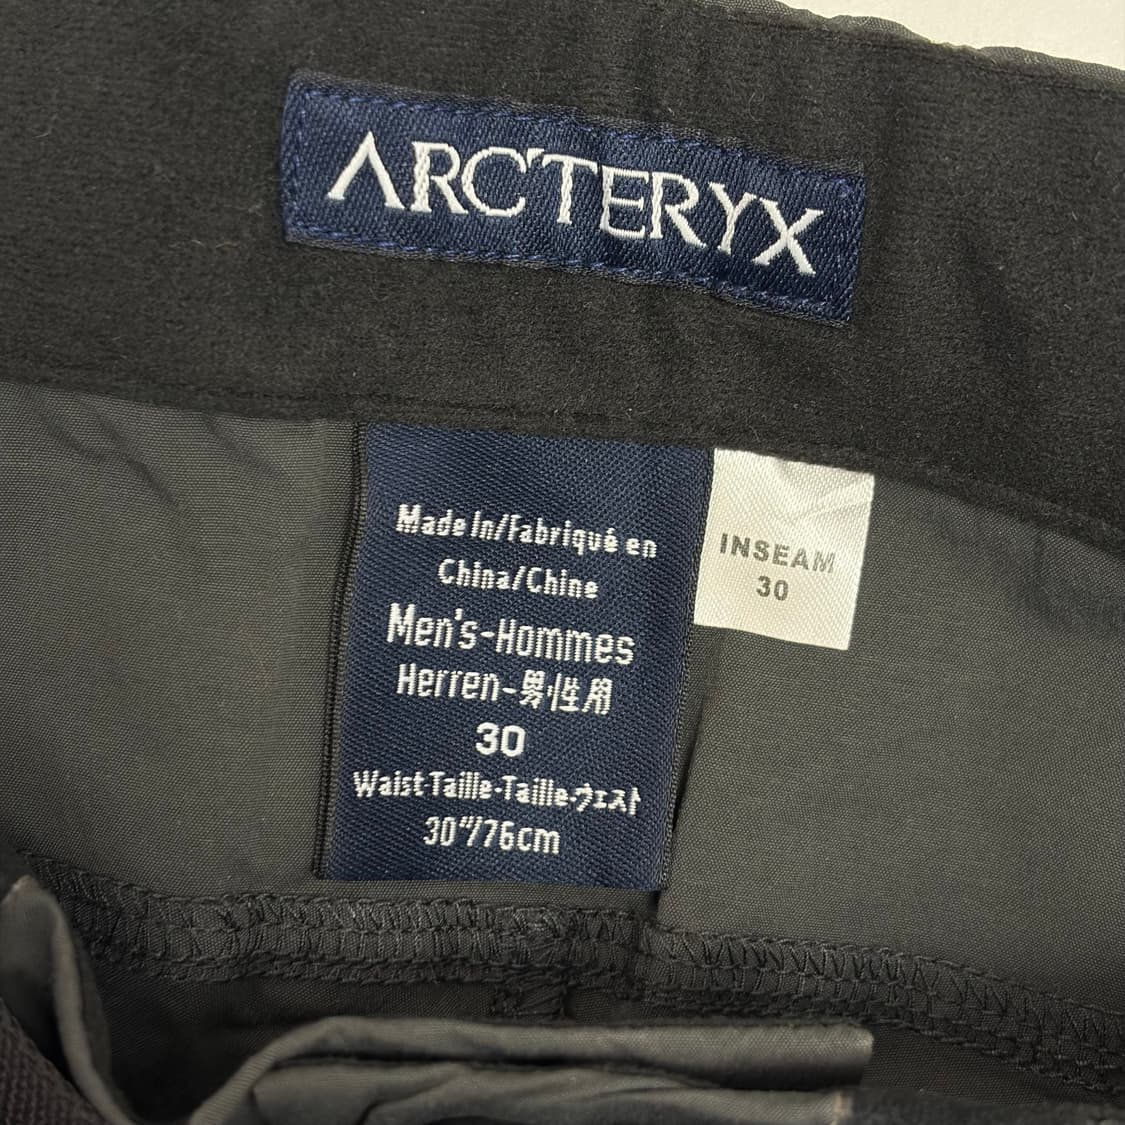 ARC'TERYX
Made In/Fabriqué en
China/Chine
Men's-Hommes
Herren-男性用
30
Waist-Taille-Taille-ウェスト
30"/76cm
INSEAM
30